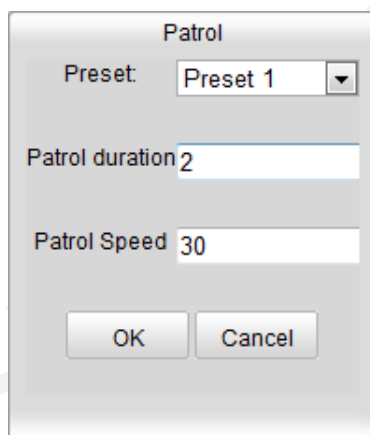 Patrol
Preset: Preset 1
Patrol duration 2
Patrol Speed 30
OK Cancel